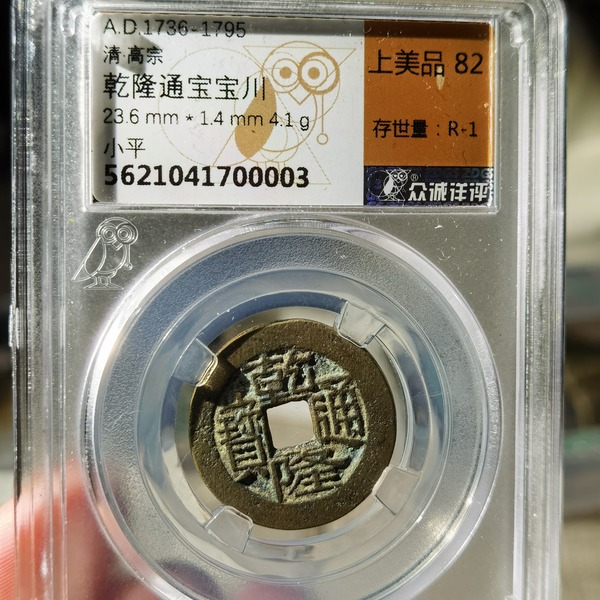 A.D.1736-1795
清·高宗
乾隆通宝宝川
23.6 mm * 1.4 mm 4.1 g
小平
5621041700003
上美品 82
存世量：R-1
众诚评评
乾隆通寶